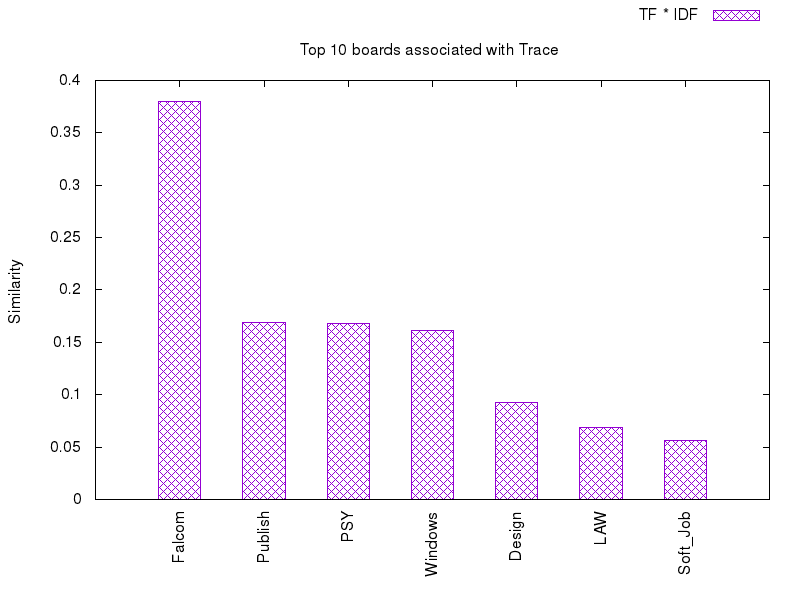 TF * IDF
Top 10 boards associated with Trace
0.4
0.35
0.3
0.25
0.2
0.15
0.1
0.05
0
Similarity
Falcom
Publish
PSY
Windows
Design
LAW
Soft_Job